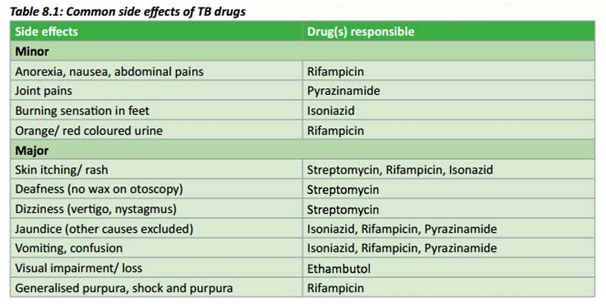 Table 8.1: Common side effects of TB drugs
Side effects Drug(s) responsible
Minor
Anorexia, nausea, abdominal pains Rifampicin
Joint pains Pyrazinamide
Burning sensation in feet Isoniazid
Orange/ red coloured urine Rifampicin
Major
Skin itching/ rash Streptomycin, Rifampicin, Isonazid
Deafness (no wax on otoscopy) Streptomycin
Dizziness (vertigo, nystagmus) Streptomycin
Jaundice (other causes excluded) Isoniazid, Rifampicin, Pyrazinamide
Vomiting, confusion Isoniazid, Rifampicin, Pyrazinamide
Visual impairment/ loss Ethambutol
Generalised purpura, shock and purpura Rifampicin